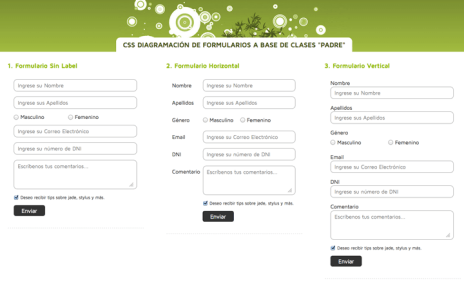 CSS DIAGRAMACIÓN DE FORMULARIOS A BASE DE CLASES "PADRE"
1. Formulario Sin Label
Ingrese su Nombre
Ingrese sus Apellidos
Masculino Femenino
Ingrese su Correo Electrónico
Ingrese su número de DNI
Escríbenos tus comentarios...
Deseo recibir tips sobre jade, stylus y más.
Enviar
2. Formulario Horizontal
Nombre Ingrese su Nombre
Apellidos Ingrese sus Apellidos
Género Masculino Femenino
Email Ingrese su Correo Electrónico
DNI Ingrese su número de DNI
Comentario Escríbenos tus comentarios...
Deseo recibir tips sobre jade, stylus y más.
Enviar
3. Formulario Vertical
Nombre
Ingrese su Nombre
Apellidos
Ingrese sus Apellidos
Género
Masculino Femenino
Email
Ingrese su Correo Electrónico
DNI
Ingrese su número de DNI
Comentario
Escríbenos tus comentarios...
Deseo recibir tips sobre jade, stylus y más.
Enviar